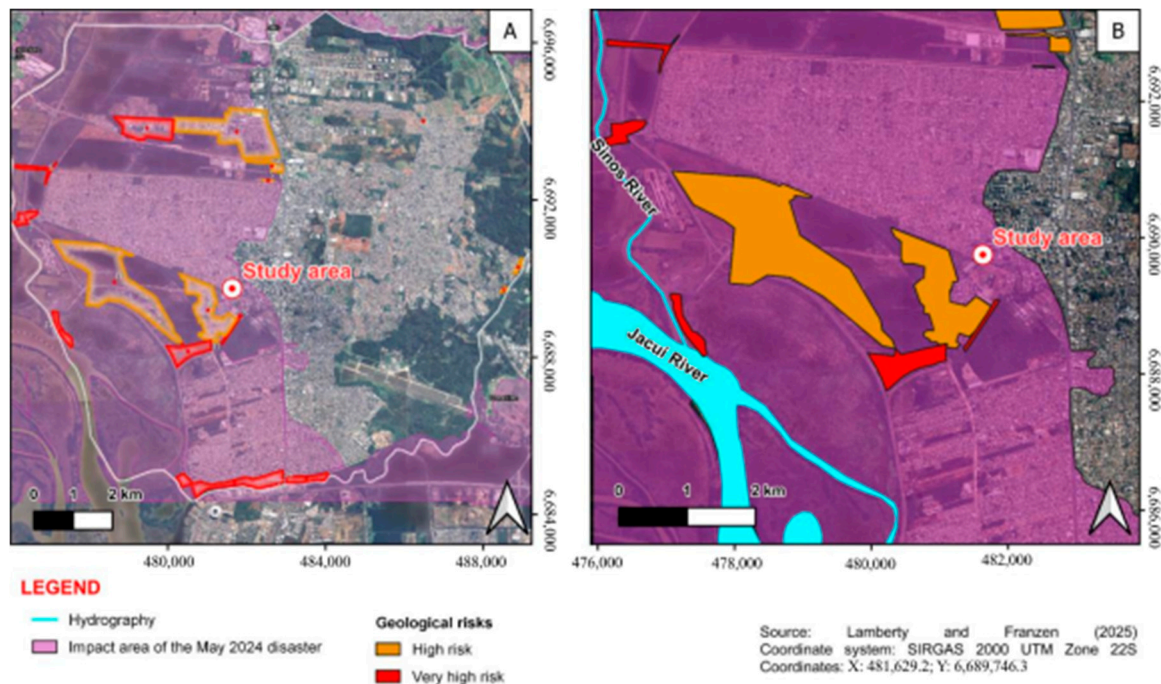 A
B
6,696,000
6,692,000
6,688,000
6,684,000
Study area
0 1 2 km
480,000 484,000 488,000
6,692,000
6,690,000
6,688,000
6,686,000
Sinos River
Study area
Jacui River
0 1 2 km
476,000 478,000 480,000 482,000
LEGEND
Hydrography
Impact area of the May 2024 disaster
Geological risks
High risk
Very high risk
Source: Lamberty and Franzen (2025)
Coordinate system: SIRGAS 2000 UTM Zone 22S
Coordinates: X: 481,629.2; Y: 6,689,746.3